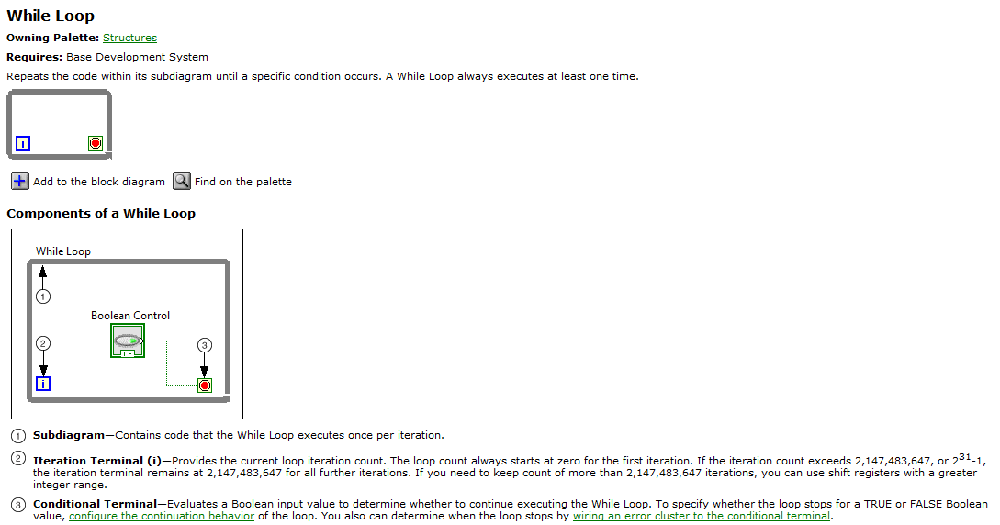 While Loop
Owning Palette: Structures
Requires: Base Development System
Repeats the code within its subdiagram until a specific condition occurs. A While Loop always executes at least one time.
i
Add to the block diagram Find on the palette
Components of a While Loop
While Loop
1
Boolean Control
TF
2
3
i
1 Subdiagram—Contains code that the While Loop executes once per iteration.
2 Iteration Terminal (i)—Provides the current loop iteration count. The loop count always starts at zero for the first iteration. If the iteration count exceeds 2,147,483,647, or 2^31-1,
the iteration terminal remains at 2,147,483,647 for all further iterations. If you need to keep count of more than 2,147,483,647 iterations, you can use shift registers with a greater
integer range.
3 Conditional Terminal—Evaluates a Boolean input value to determine whether to continue executing the While Loop. To specify whether the loop stops for a TRUE or FALSE Boolean
value, configure the continuation behavior of the loop. You also can determine when the loop stops by wiring an error cluster to the conditional terminal.